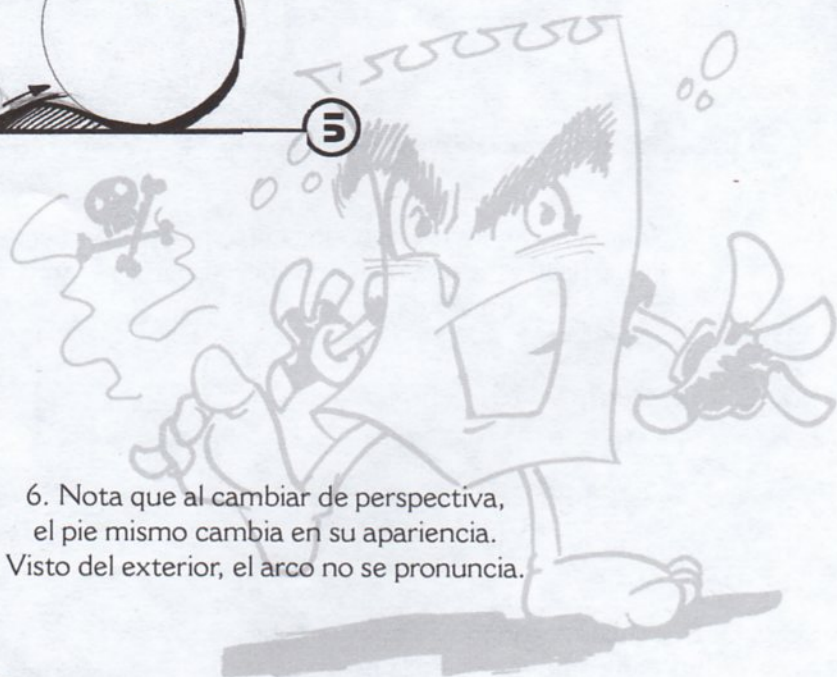 5
6. Nota que al cambiar de perspectiva,
el pie mismo cambia en su apariencia.
Visto del exterior, el arco no se pronuncia.